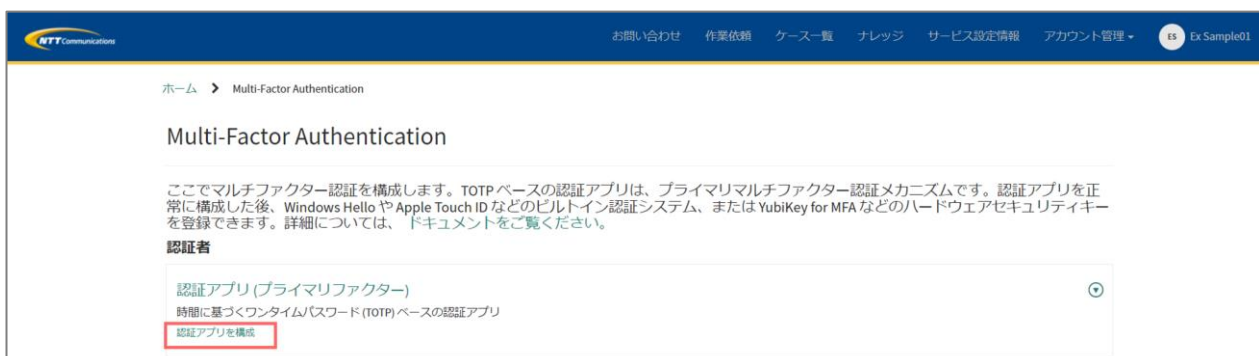 NTT Communications
お問い合わせ 作業依頼 ケース一覧 ナレッジ サービス設定情報 アカウント管理 ES Ex Sample01
ホーム > Multi-Factor Authentication
Multi-Factor Authentication
ここでマルチファクター認証を構成します。TOTP ベースの認証アプリは、プライマリマルチファクター認証メカニズムです。認証アプリを正
常に構成した後、Windows Hello や Apple Touch ID などのビルトイン認証システム、または YubiKey for MFA などのハードウェアセキュリティキー
を登録できます。詳細については、 ドキュメントをご覧ください。
認証者
認証アプリ (プライマリファクター)
時間に基づくワンタイムパスワード (TOTP) ベースの認証アプリ
認証アプリを構成